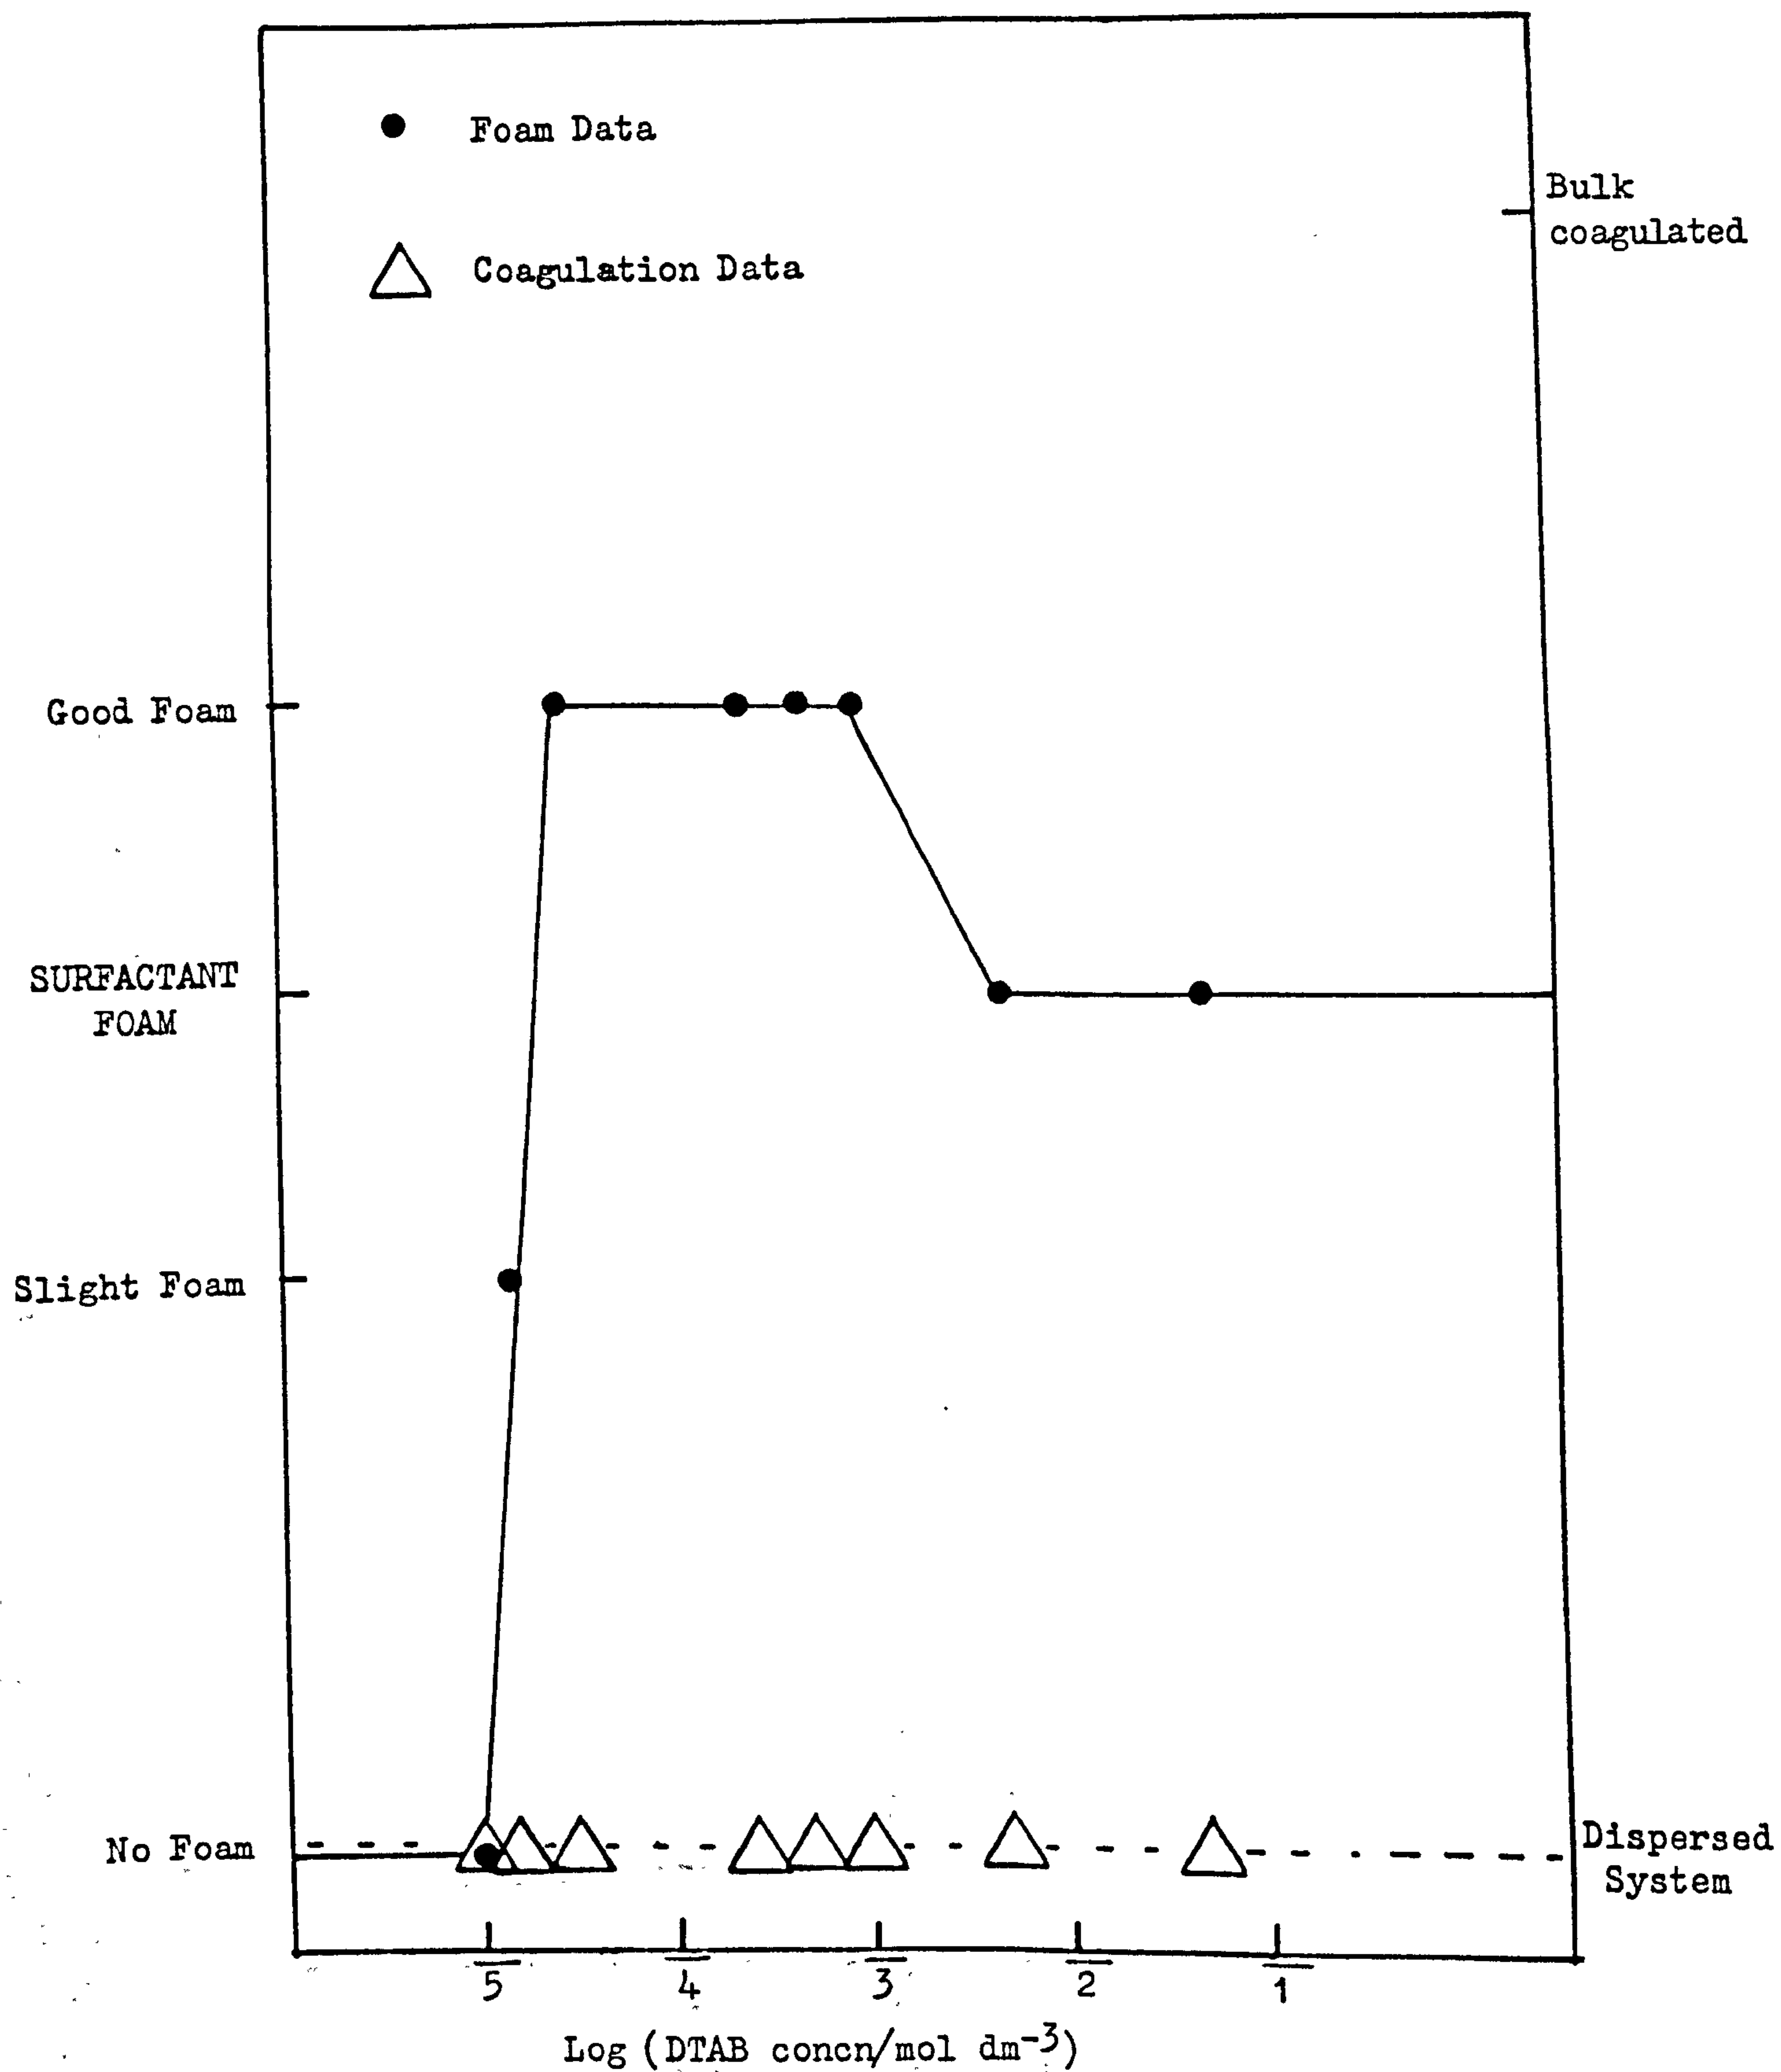 Foam Data
Coagulation Data
Bulk
coagulated
Good Foam
SURFACTANT
FOAM
Slight Foam
No Foam
Dispersed
System
5̅ 4̅ 3̅ 2̅ 1̅
Log (DTAB concn/mol dm⁻³)